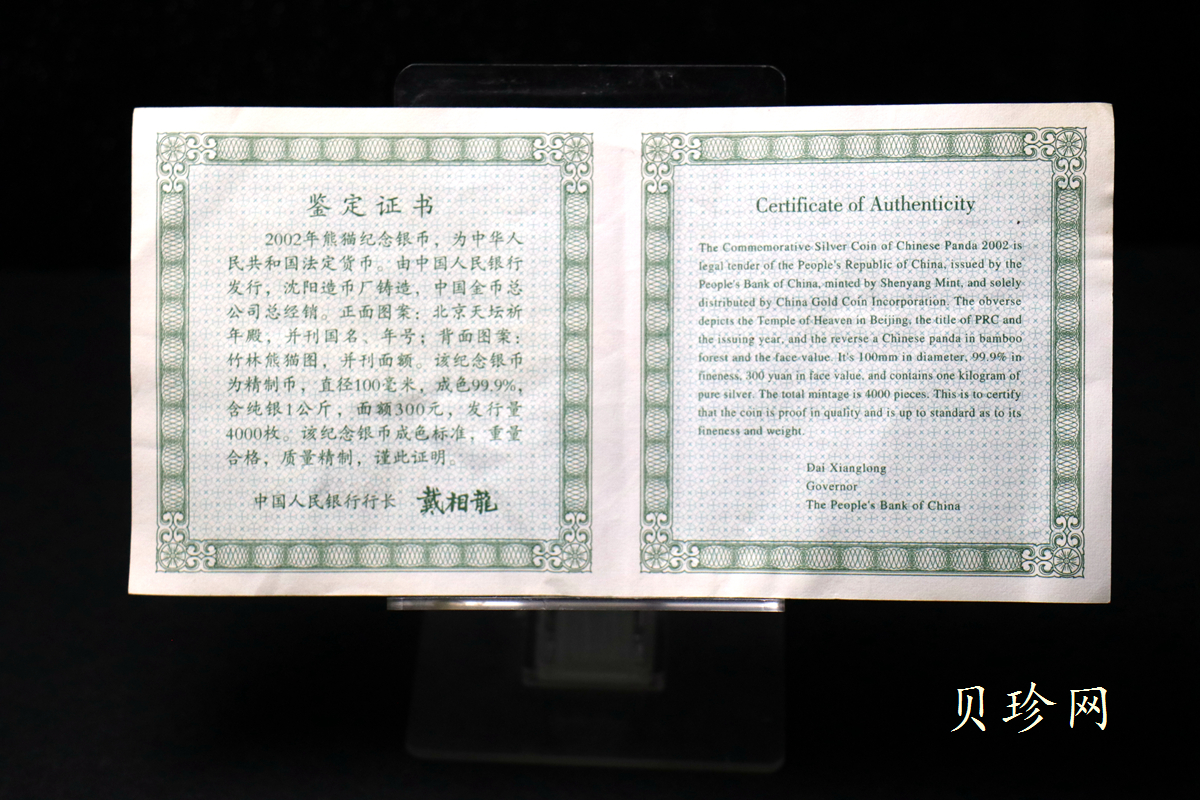 鉴定证书
2002年熊猫纪念银币，为中华人
民共和国法定货币。由中国人民银行
发行，沈阳造币厂铸造，中国金币总
公司总经销。正面图案：北京天坛祈
年殿，并刊国名、年号；背面图案：
竹林熊猫图，并刊面额。该纪念银币
为精制币，直径100毫米，成色99.9%，
含纯银1公斤，面额300元，发行量
4000枚。该纪念银币成色标准，重量
合格，质量精制，谨此证明。
中国人民银行行长 戴相龍
Certificate of Authenticity
The Commemorative Silver Coin of Chinese Panda 2002 is
legal tender of the People's Republic of China, issued by the
People's Bank of China, minted by Shenyang Mint, and solely
distributed by China Gold Coin Incorporation. The obverse
depicts the Temple of Heaven in Beijing, the title of PRC and
the issuing year, and the reverse a Chinese panda in bamboo
forest and the face value. It's 100mm in diameter, 99.9% in
fineness, 300 yuan in face value, and contains one kilogram of
pure silver. The total mintage is 4000 pieces. This is to certify
that the coin is proof in quality and is up to standard as to its
fineness and weight.
Dai Xianglong
Governor
The People's Bank of China
贝珍网